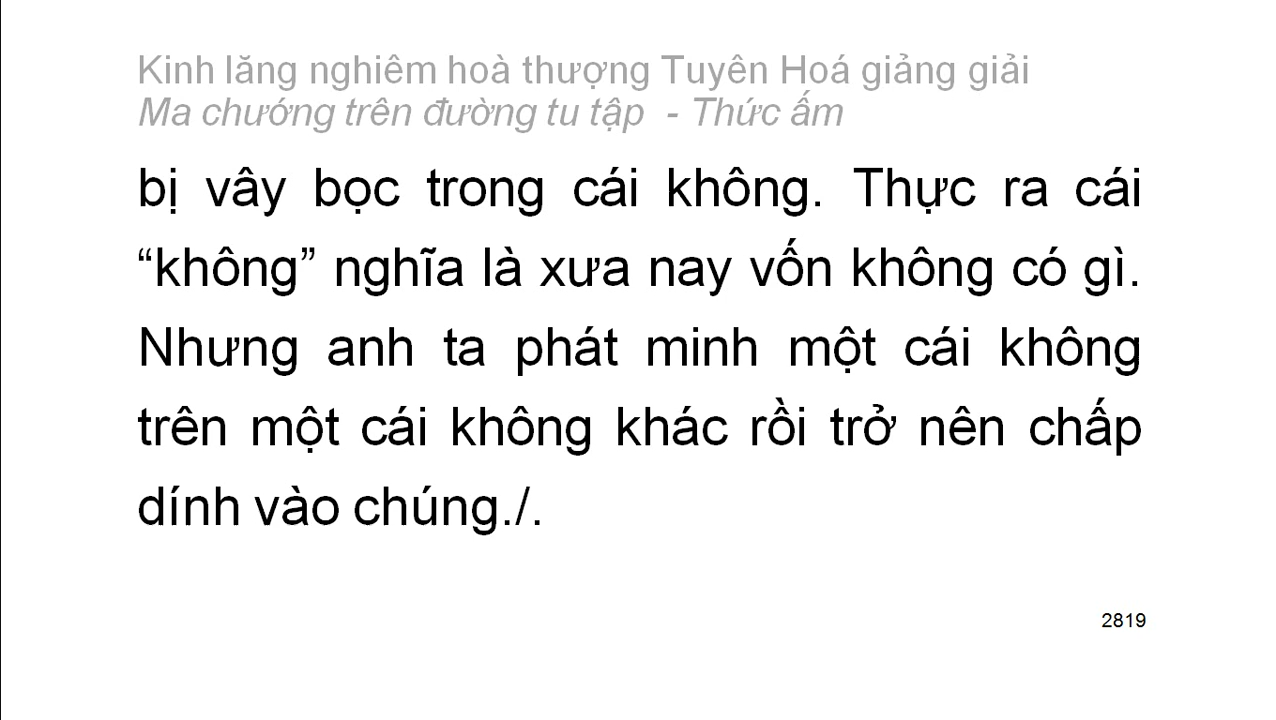 Kinh lăng nghiêm hoà thượng Tuyên Hoá giảng giải
Ma chướng trên đường tu tập - Thức ấm
bị vây bọc trong cái không. Thực ra cái
“không” nghĩa là xưa nay vốn không có gì.
Nhưng anh ta phát minh một cái không
trên một cái không khác rồi trở nên chấp
dính vào chúng./.
2819